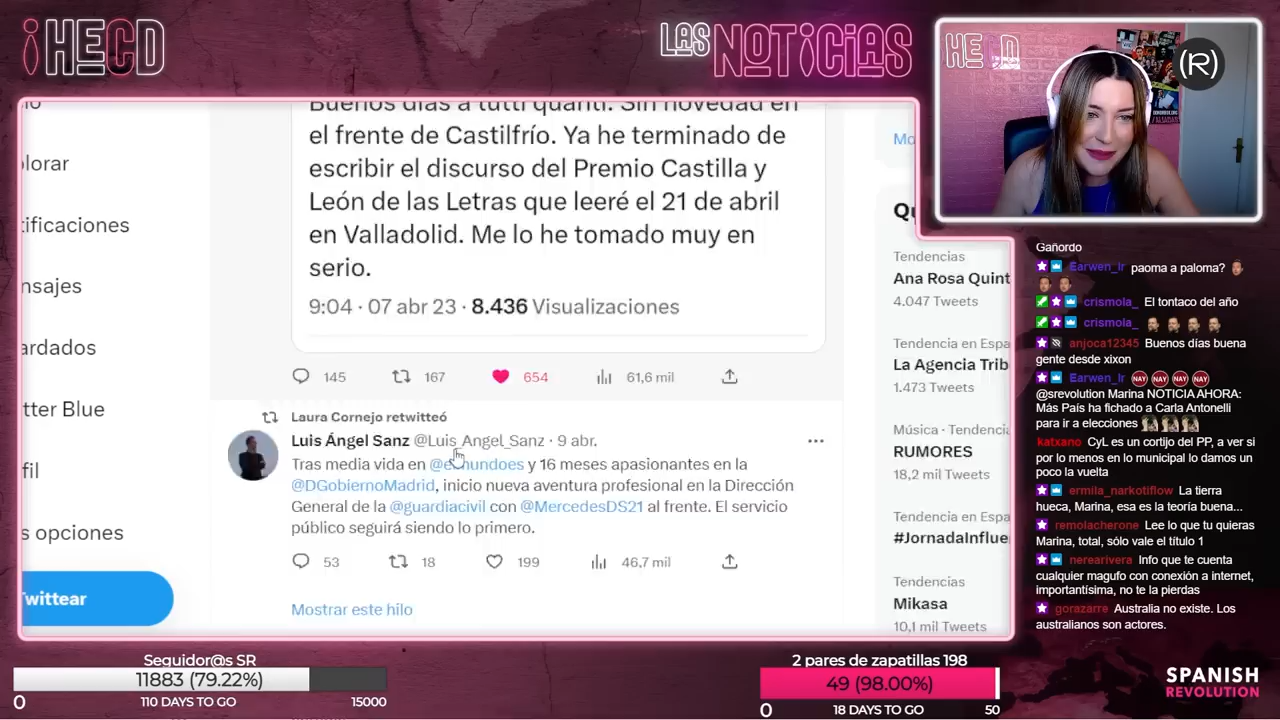 ¡HECD
LAS NOTICIAS
HECD
(R)
Buenos días a tutti quanti. Sin novedad en
el frente de Castilfrío. Ya he terminado de
escribir el discurso del Premio Castilla y
León de las Letras que leeré el 21 de abril
en Valladolid. Me lo he tomado muy en
serio.
9:04 · 07 abr 23 · 8.436 Visualizaciones
145 167 654 61,6 mil
Laura Cornejo retwitteó
Luis Ángel Sanz @Luis_Angel_Sanz · 9 abr.
Tras media vida en @elmundoes y 16 meses apasionantes en la
@DGobiernoMadrid, inicio nueva aventura profesional en la Dirección
General de la @guardiacivil con @MercedesDS21 al frente. El servicio
público seguirá siendo lo primero.
53 18 199 46,7 mil
Mostrar este hilo
plorar
tificaciones
nsajes
ardados
tter Blue
fil
s opciones
Twittear
Mo
Qu
Tendencias
Ana Rosa Quint
4.047 Tweets
Tendencia en Espa
La Agencia Trib
1.473 Tweets
Música · Tendenci
RUMORES
18,2 mil Tweets
Tendencia en Espa
#JornadaInflue
Tendencias
Mikasa
10,1 mil Tweets
Gañordo
Earwen_Ir paoma a paloma?
crismola_ El tontaco del año
crismola_
anjoca12345 Buenos días buena
gente desde xixon
Earwen_Ir NAY NAY NAY NAY
@srevolution Marina NOTICIA AHORA:
Más País ha fichado a Carla Antonelli
para ir a elecciones
katxano CyL es un cortijo del PP, a ver si
por lo menos en lo municipal lo damos un
poco la vuelta
ermila_narkotiflow La tierra
hueca, Marina, esa es la teoría buena...
remolacherone Lee lo que tu quieras
Marina, total, sólo vale el título 1
nerearivera Info que te cuenta
cualquier magufo con conexión a internet,
importantísima, no te la pierdas
gorazarre Australia no existe. Los
australianos son actores.
Seguidor@s SR
11883 (79.22%)
0 110 DAYS TO GO 15000
2 pares de zapatillas 198
49 (98.00%)
0 18 DAYS TO GO 50
SPANISH
REVOLUTION